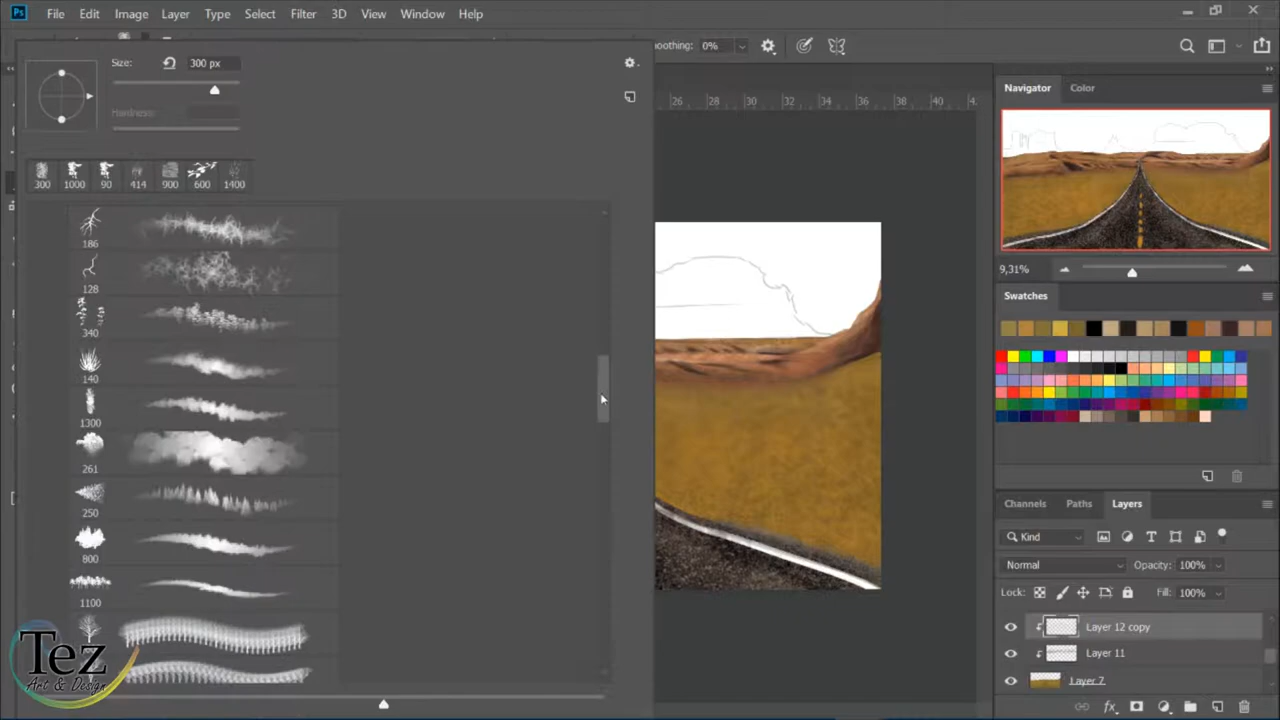 Ps File Edit Image Layer Type Select Filter 3D View Window Help
Size: 300 px
Hardness:
moothing: 0%
300 1000 90 414 900 600 1400
186
128
340
140
1300
261
250
800
1100
26 28 30 32 34 36 38 40 4
Navigator Color
9,31%
Swatches
Channels Paths Layers
Kind
Normal Opacity: 100%
Lock: Fill: 100%
Layer 12 copy
Layer 11
Layer 7
Tez
Art & Design